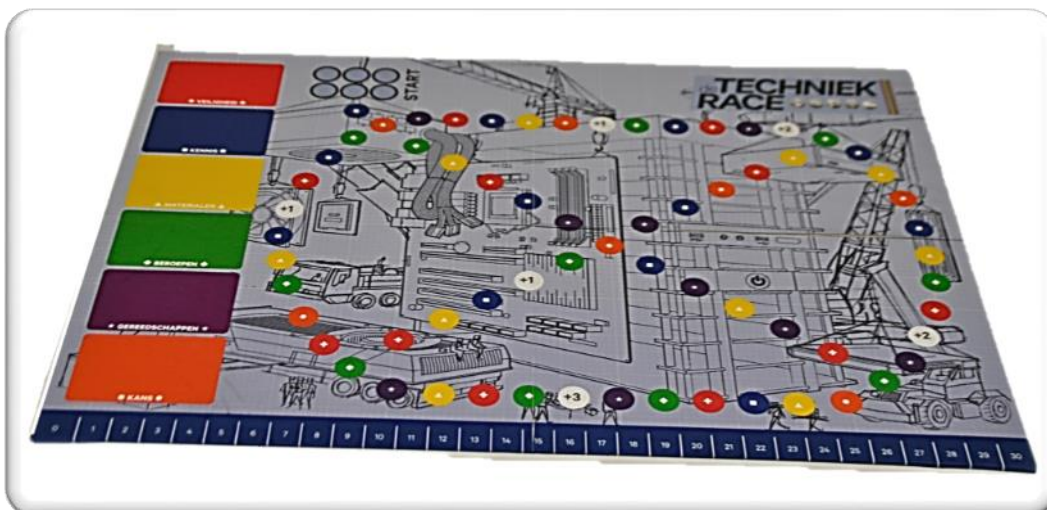 START
de TECHNIEK
RACE
VEILIGHEID
KENNIS
MATERIALEN
BEROEPEN
GEREEDSCHAPPEN
KANS
+1
+2
+1
+1
+2
+3
0 1 2 3 4 5 6 7 8 9 10 11 12 13 14 15 16 17 18 19 20 21 22 23 24 25 26 27 28 29 30